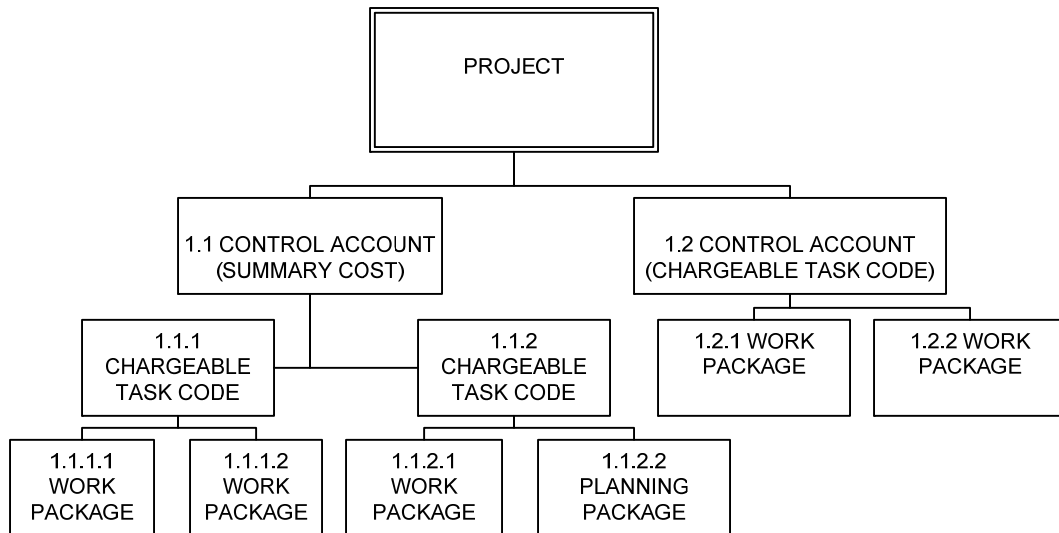 PROJECT
1.1 CONTROL ACCOUNT
(SUMMARY COST)
1.2 CONTROL ACCOUNT
(CHARGEABLE TASK CODE)
1.1.1
CHARGEABLE
TASK CODE
1.1.2
CHARGEABLE
TASK CODE
1.2.1 WORK
PACKAGE
1.2.2 WORK
PACKAGE
1.1.1.1
WORK
PACKAGE
1.1.1.2
WORK
PACKAGE
1.1.2.1
WORK
PACKAGE
1.1.2.2
PLANNING
PACKAGE